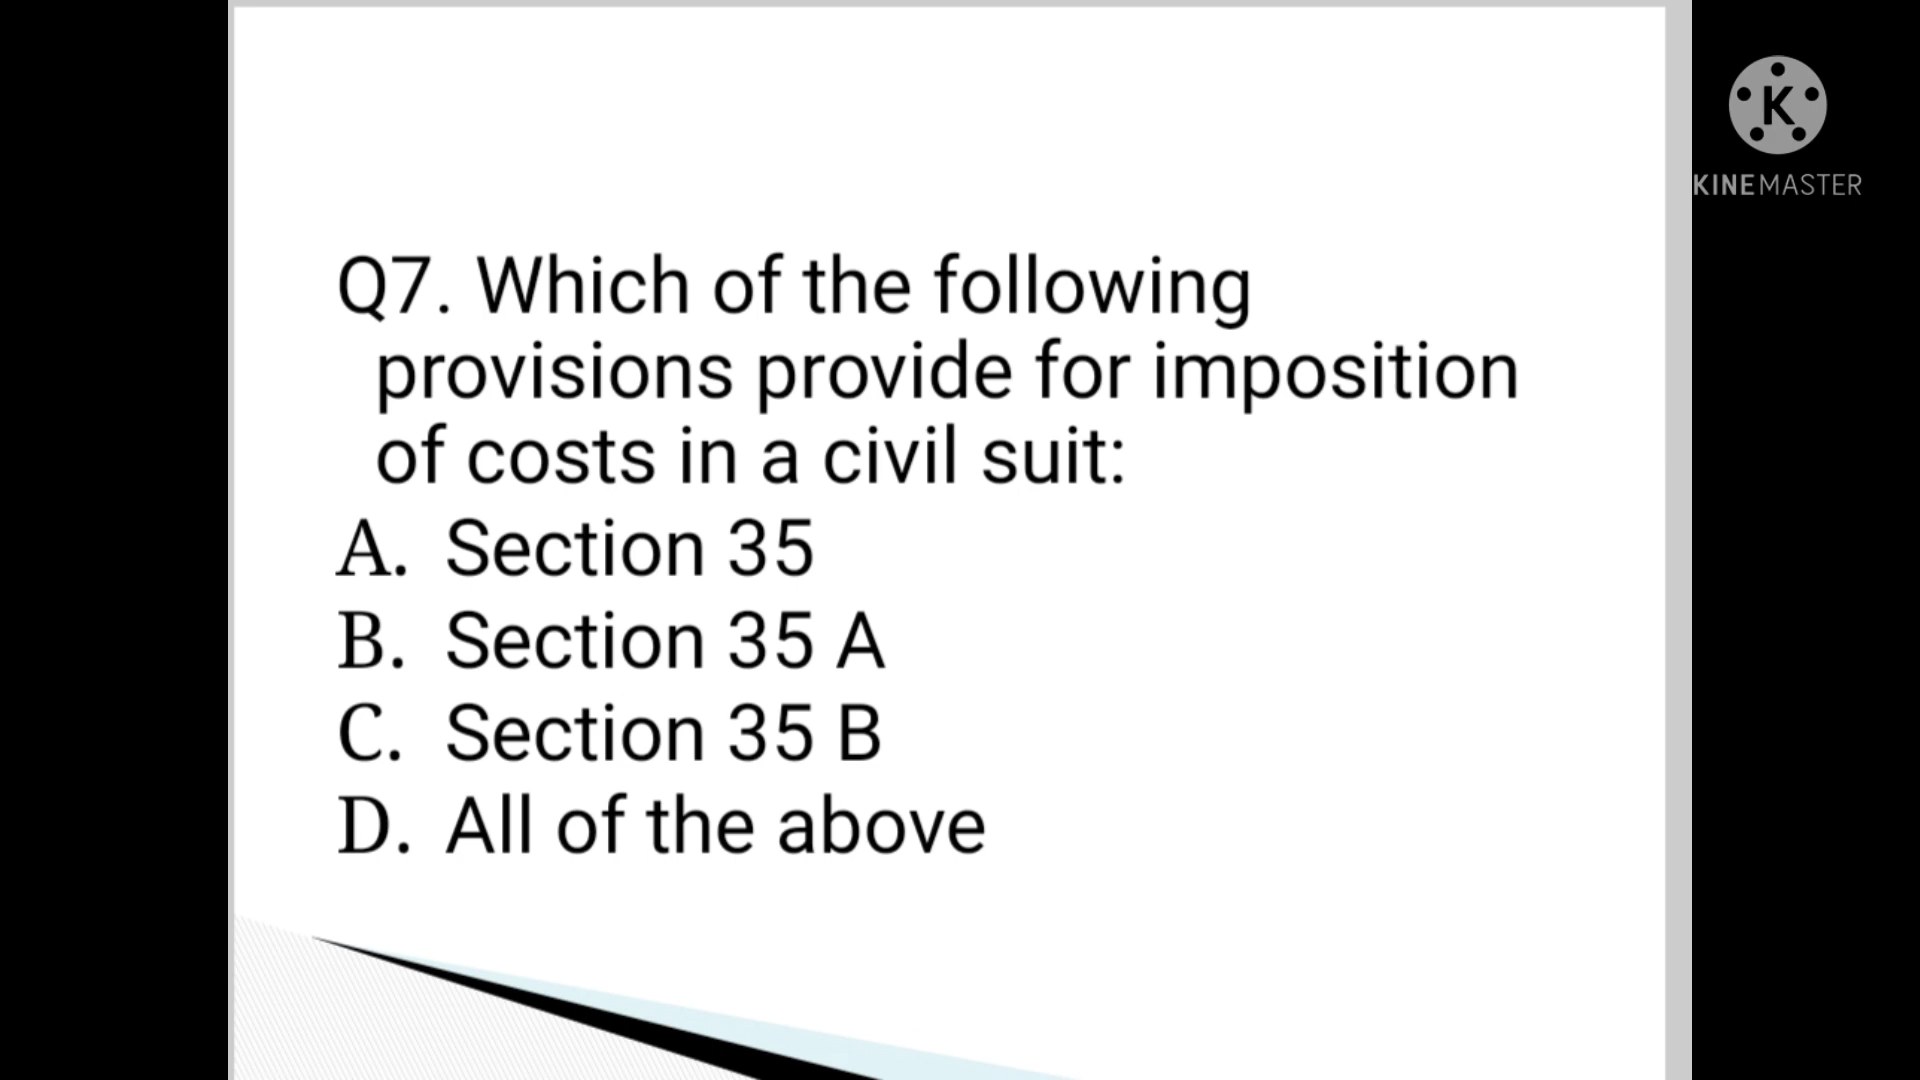 K
KINEMASTER
Q7. Which of the following
provisions provide for imposition
of costs in a civil suit:
A. Section 35
B. Section 35 A
C. Section 35 B
D. All of the above